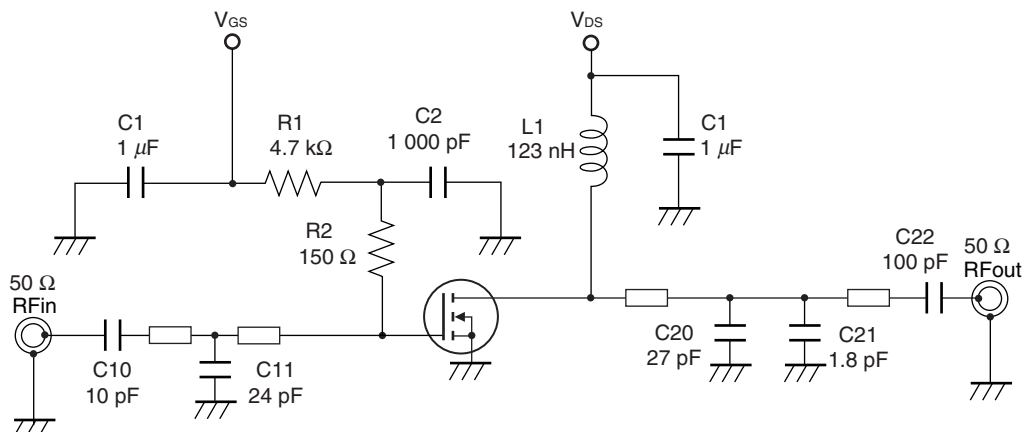 VGS
VDS
C1
1 µF
R1
4.7 kΩ
C2
1 000 pF
L1
123 nH
C1
1 µF
R2
150 Ω
C22
100 pF
50 Ω
RFout
50 Ω
RFin
C10
10 pF
C11
24 pF
C20
27 pF
C21
1.8 pF